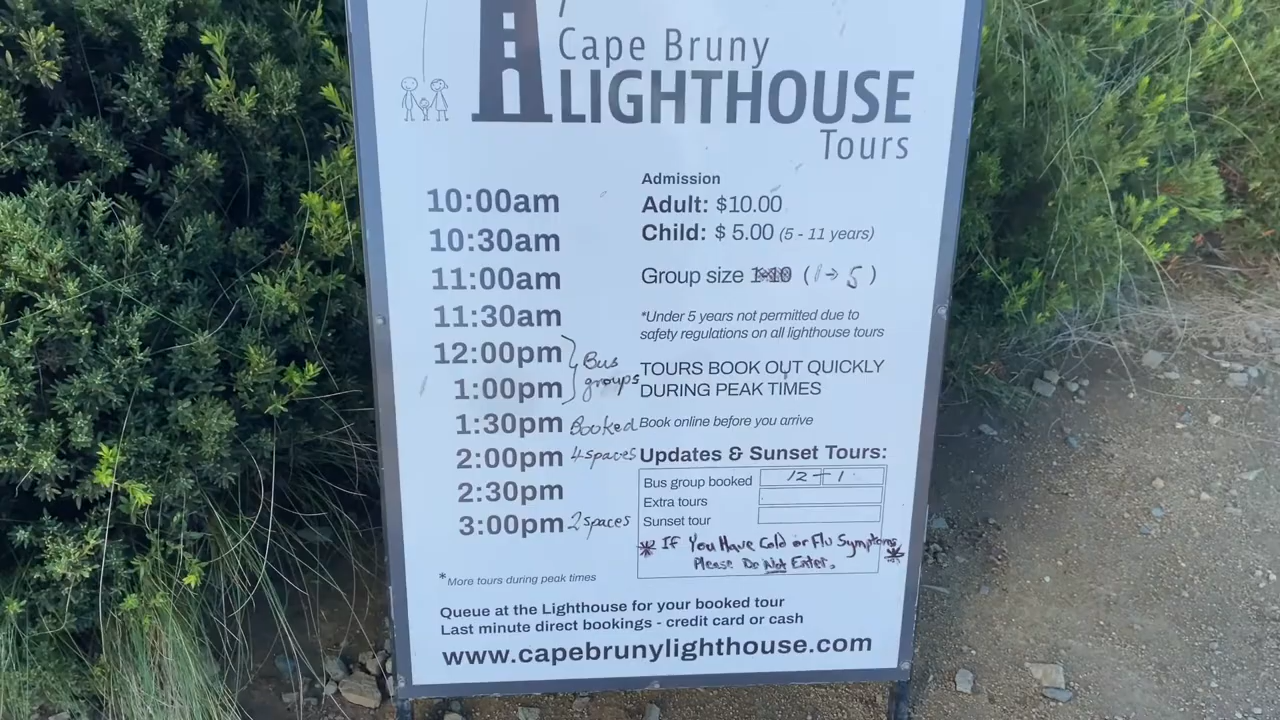 Cape Bruny
LIGHTHOUSE
Tours
10:00am
10:30am
11:00am
11:30am
12:00pm
1:00pm
Bus
groups
1:30pm Booked
2:00pm 4 spaces
2:30pm
3:00pm 2 spaces
*More tours during peak times
Admission
Adult: $10.00
Child: $ 5.00 (5 - 11 years)
Group size 1-10 (1→5)
*Under 5 years not permitted due to
safety regulations on all lighthouse tours
TOURS BOOK OUT QUICKLY
DURING PEAK TIMES
Book online before you arrive
Updates & Sunset Tours:
Bus group booked 12-1
Extra tours
Sunset tour
* IF You Have Cold or Flu Symptoms *
Please Do Not Enter.
Queue at the Lighthouse for your booked tour
Last minute direct bookings - credit card or cash
www.capebrunylighthouse.com